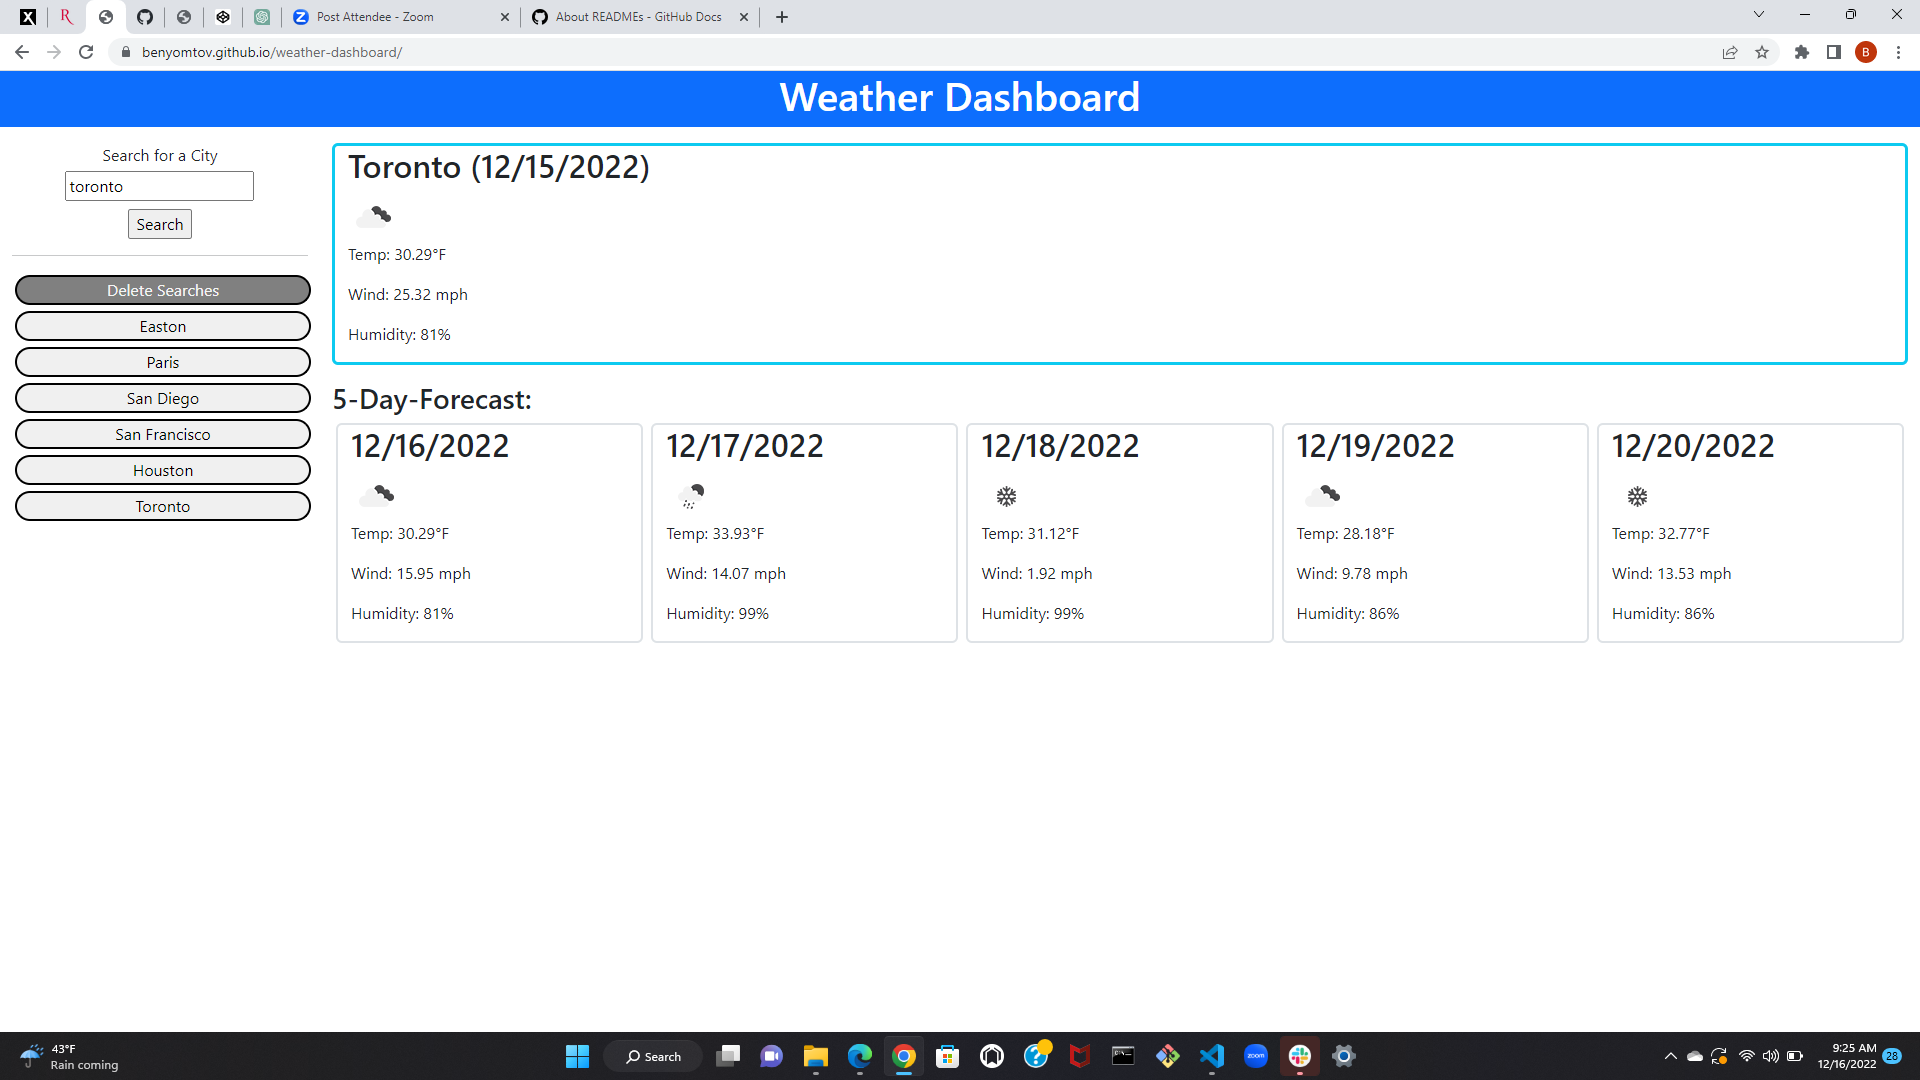 Post Attendee - Zoom
About READMEs - GitHub Docs
benyomtov.github.io/weather-dashboard/
B
Weather Dashboard
Search for a City
toronto
Search
Delete Searches
Easton
Paris
San Diego
San Francisco
Houston
Toronto
Toronto (12/15/2022)
Temp: 30.29°F
Wind: 25.32 mph
Humidity: 81%
5-Day-Forecast:
12/16/2022
Temp: 30.29°F
Wind: 15.95 mph
Humidity: 81%
12/17/2022
Temp: 33.93°F
Wind: 14.07 mph
Humidity: 99%
12/18/2022
Temp: 31.12°F
Wind: 1.92 mph
Humidity: 99%
12/19/2022
Temp: 28.18°F
Wind: 9.78 mph
Humidity: 86%
12/20/2022
Temp: 32.77°F
Wind: 13.53 mph
Humidity: 86%
43°F
Rain coming
Search
zoom
9:25 AM
12/16/2022
28